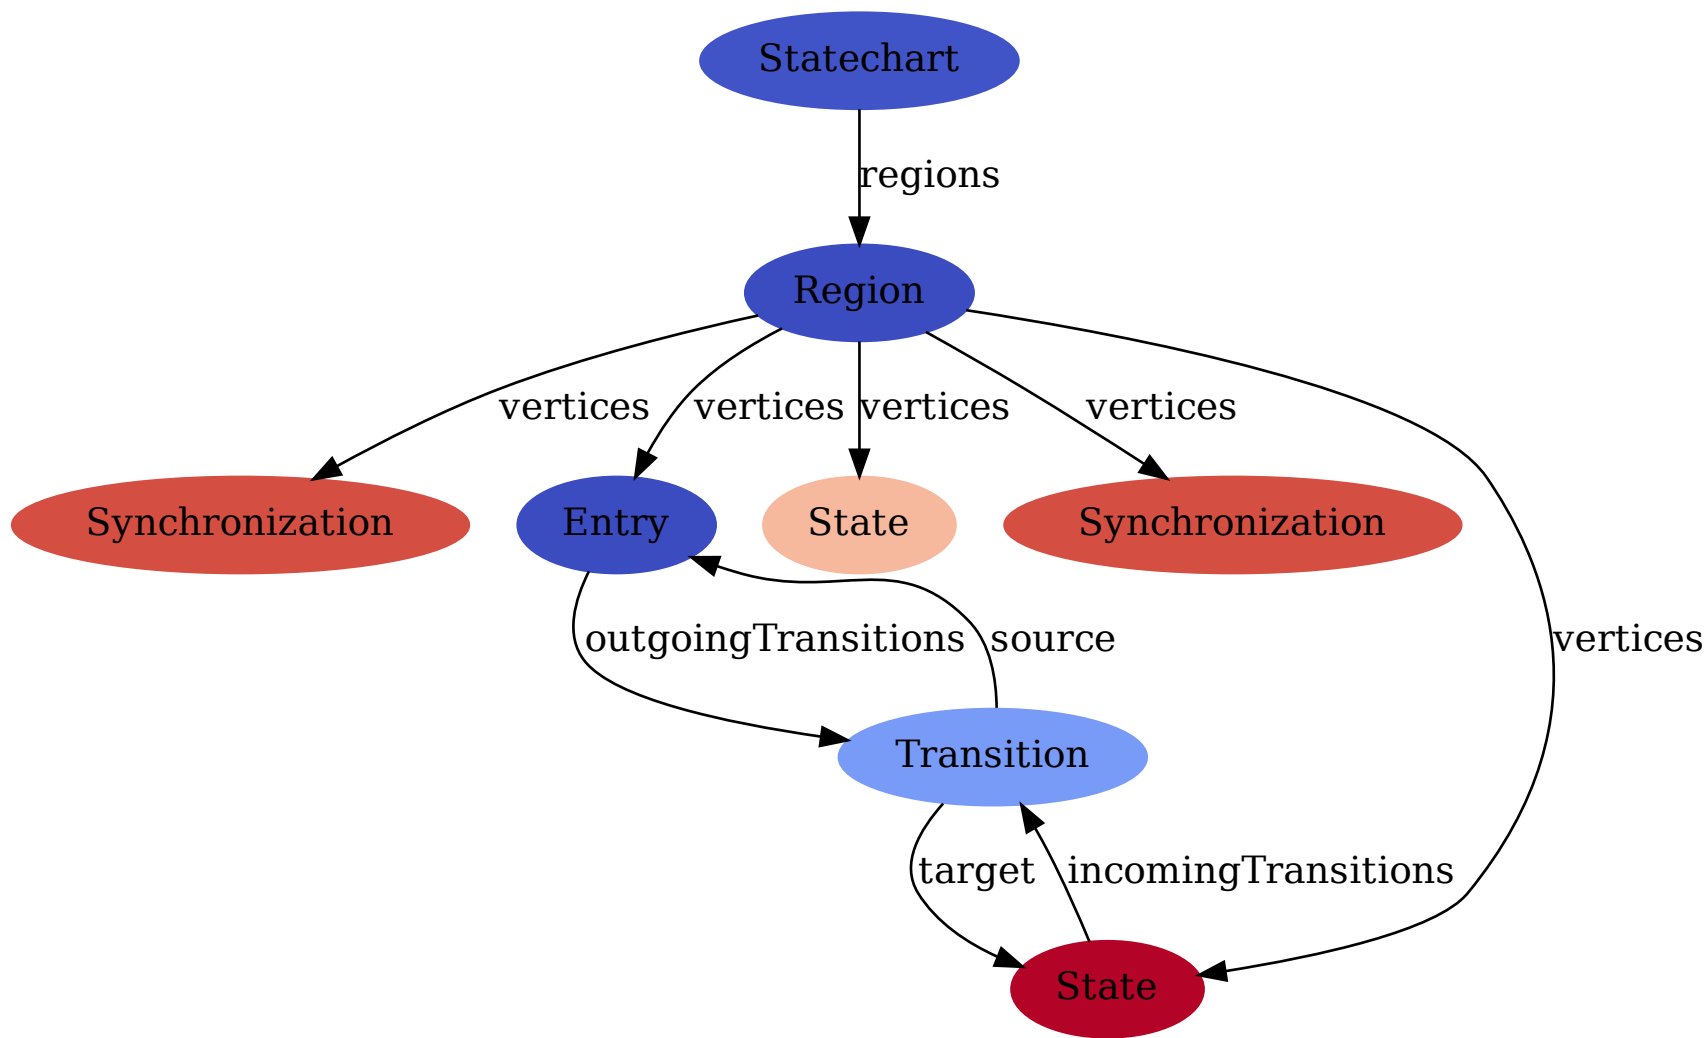 Statechart
regions
Region
vertices
vertices
vertices
vertices
Synchronization
Entry
State
Synchronization
outgoingTransitions
source
vertices
Transition
target
incomingTransitions
State